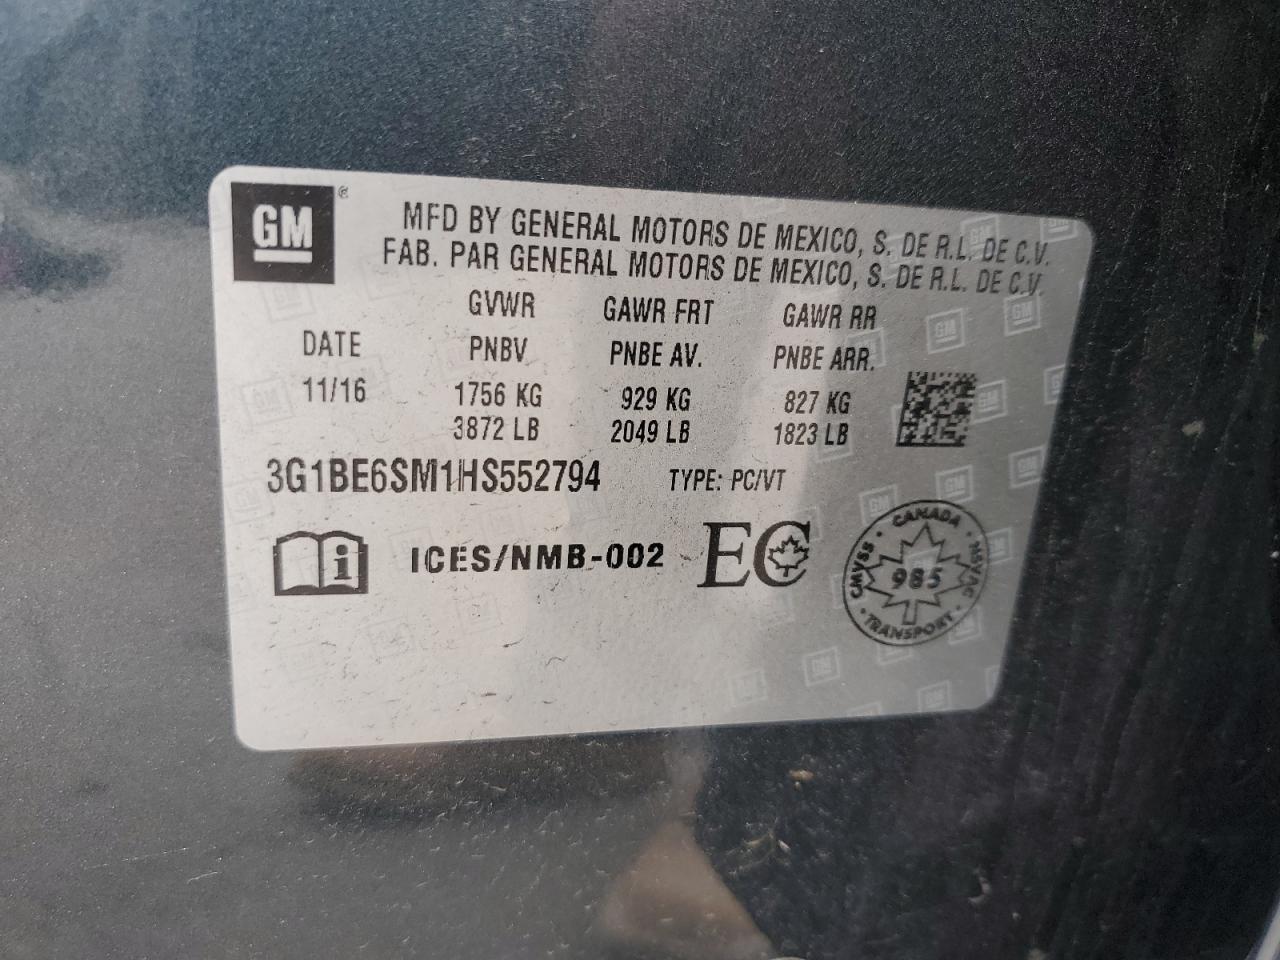 GM ®
MFD BY GENERAL MOTORS DE MEXICO, S. DE R.L. DE C.V.
FAB. PAR GENERAL MOTORS DE MEXICO, S. DE R.L. DE C.V.
GVWR GAWR FRT GAWR RR
DATE PNBV PNBE AV. PNBE ARR.
11/16 1756 KG 929 KG 827 KG
3872 LB 2049 LB 1823 LB
3G1BE6SM1HS552794 TYPE: PC/VT
i ICES/NMB-002 EC
CANADA
CMVSS NSVAC
985
TRANSPORT